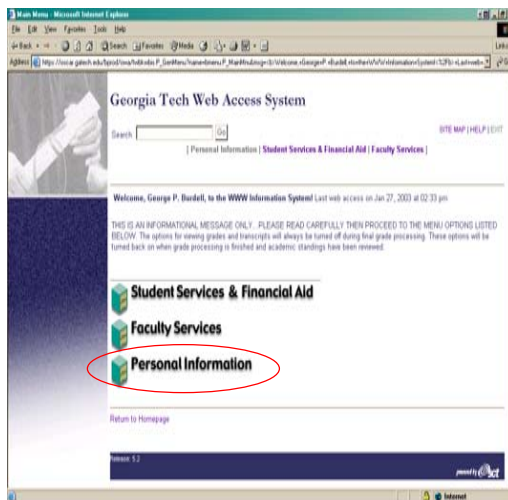 Main Menu - Microsoft Internet Explorer
File Edit View Favorites Tools Help
Back Search Favorites Media
Address
Links
Georgia Tech Web Access System
Search Go
SITE MAP | HELP | EXIT
[ Personal Information | Student Services & Financial Aid | Faculty Services ]
Welcome, George P. Burdell, to the WWW Information System! Last web access on Jan 27, 2003 at 02:33 pm
THIS IS AN INFORMATIONAL MESSAGE ONLY. PLEASE READ CAREFULLY THEN PROCEED TO THE MENU OPTIONS LISTED
BELOW. The options for viewing grades and transcripts will always be turned off during final grade processing. These options will be
turned back on when grade processing is finished and academic standings have been reviewed.
Student Services & Financial Aid
Faculty Services
Personal Information
Return to Homepage
Release: 5.2
powered by sct
Internet